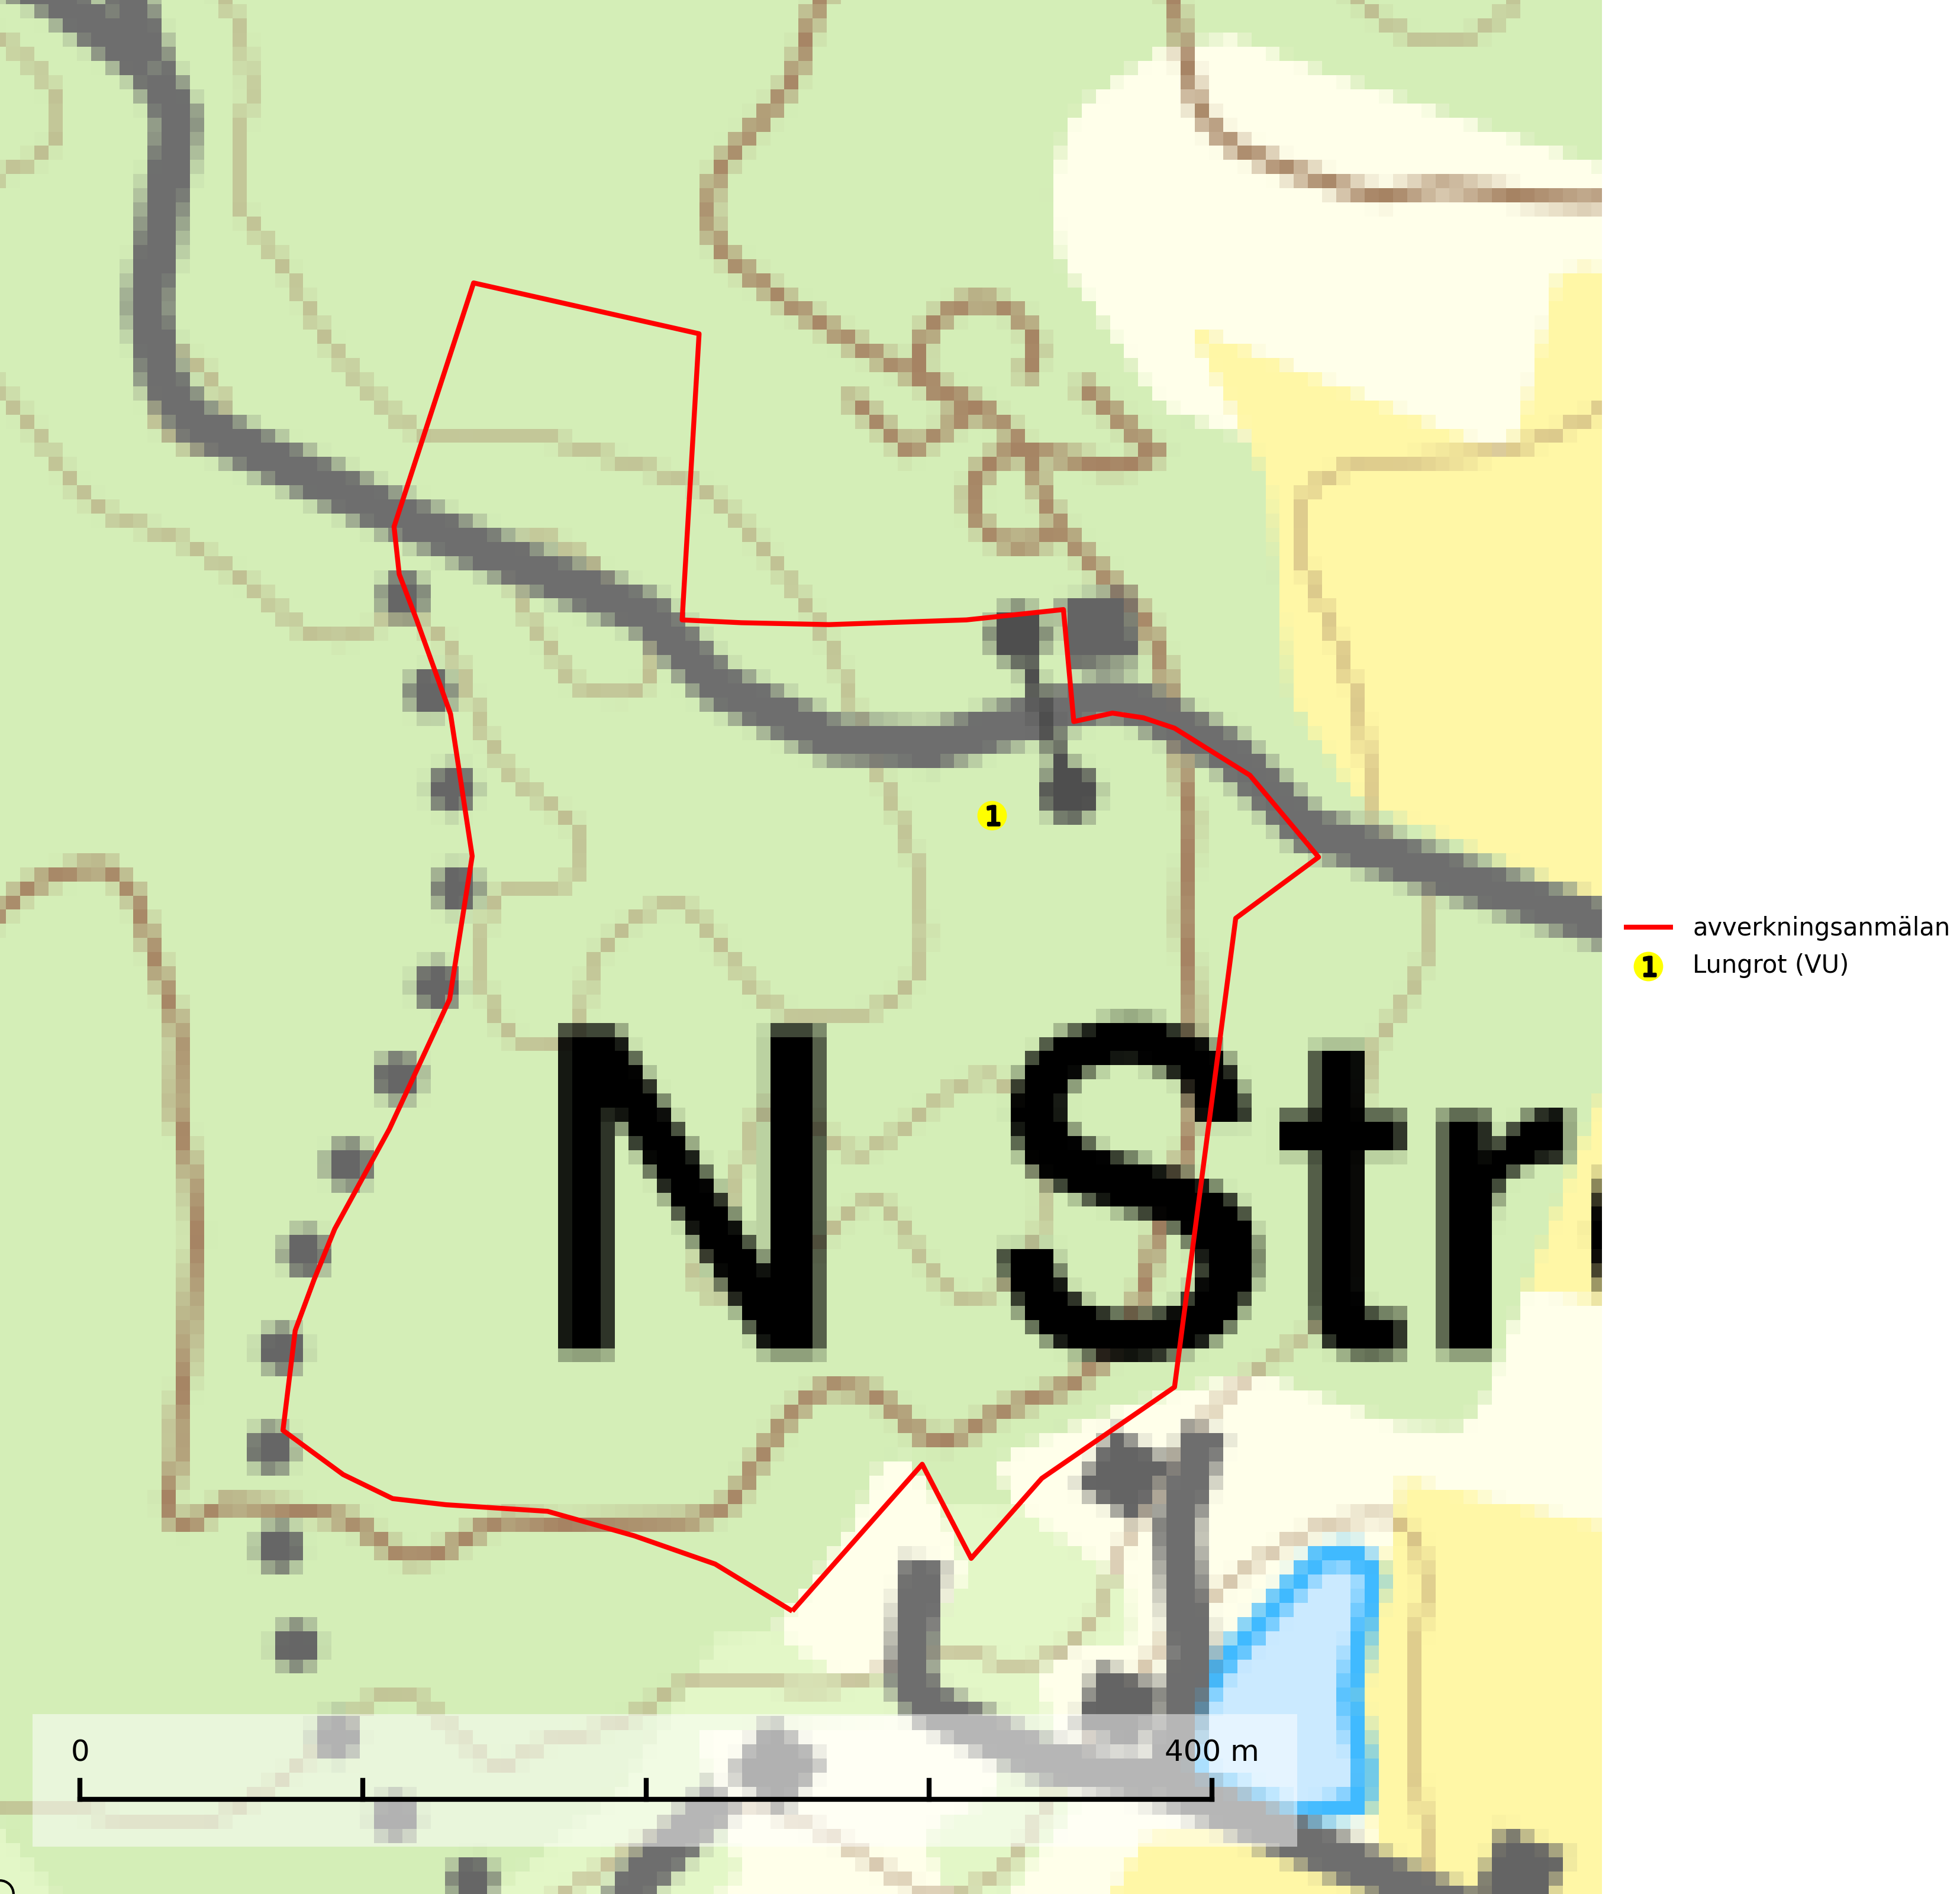 1
avverkningsanmälan
1 Lungrot (VU)
N Str
0 400 m